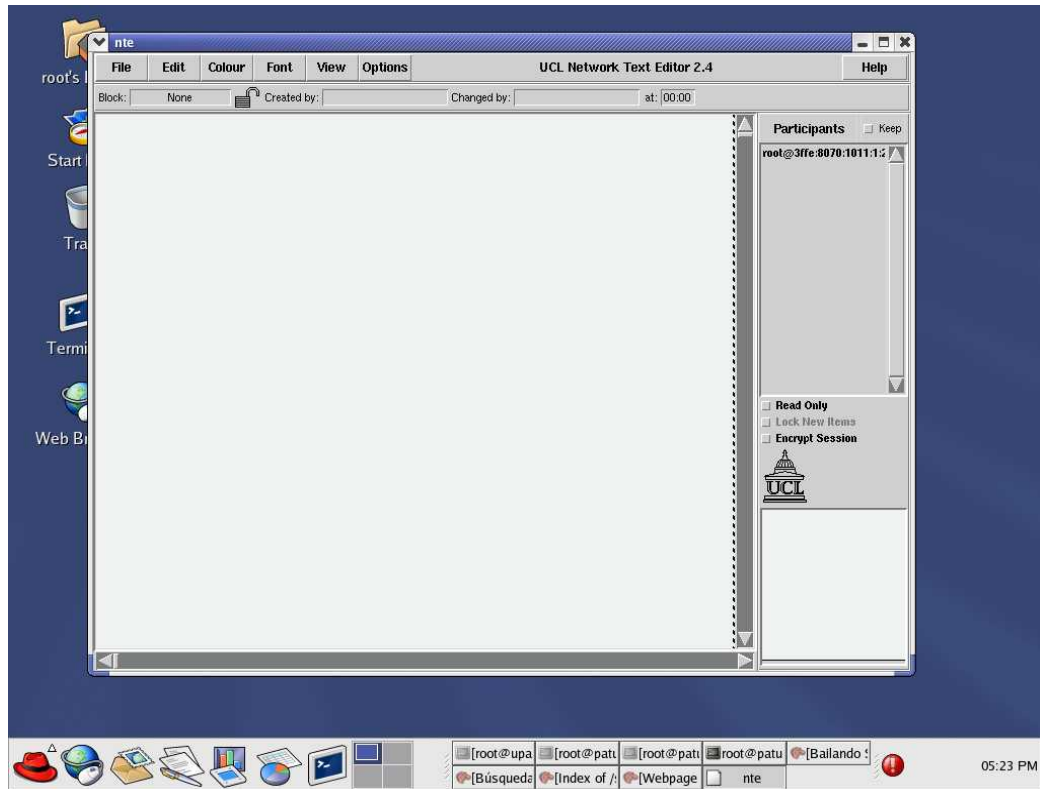 nte
File Edit Colour Font View Options UCL Network Text Editor 2.4 Help
Block: None Created by: Changed by: at: 00:00
Participants Keep
root@3ffe:8070:1011:1:
Read Only
Lock New Items
Encrypt Session
UCL
root's
Start
Tra
Termi
Web Br
[root@upa [root@patu [root@patu root@patu [Bailando
[Búsqueda [Index of /: [Webpage nte
05:23 PM